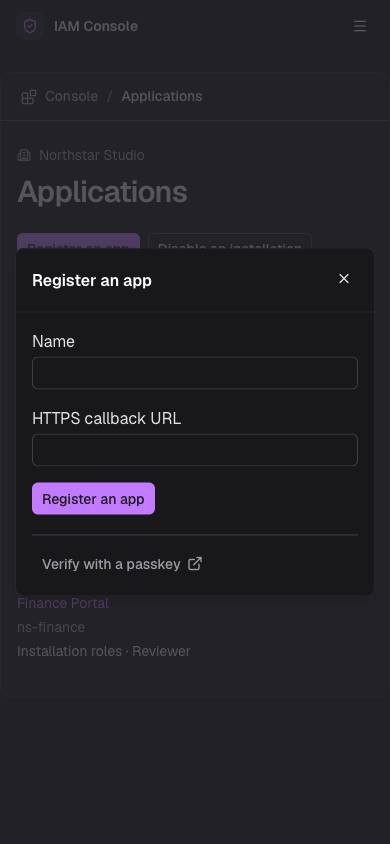 IAM Console
Console / Applications
Northstar Studio
Applications
Register an app Disable an installation
Register an app
Name
HTTPS callback URL
Register an app
Verify with a passkey
Finance Portal
ns-finance
Installation roles · Reviewer